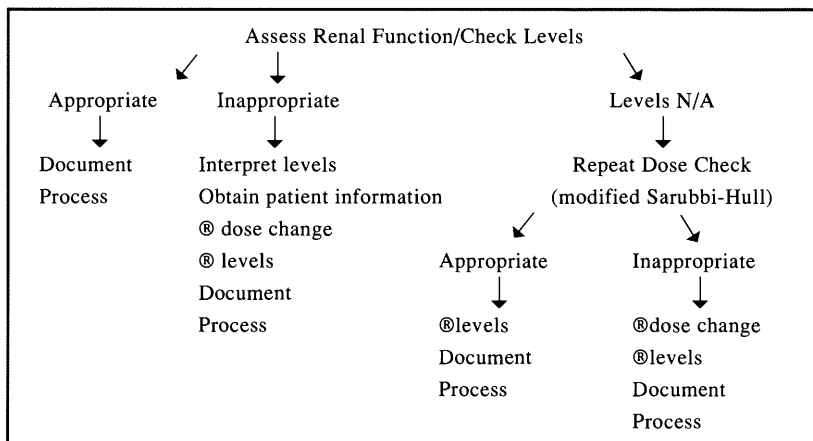 Assess Renal Function/Check Levels
Appropriate
Inappropriate
Levels N/A
Document
Process
Interpret levels
Obtain patient information
® dose change
® levels
Document
Process
Repeat Dose Check
(modified Sarubbi-Hull)
Appropriate
Inappropriate
®levels
Document
Process
®dose change
®levels
Document
Process